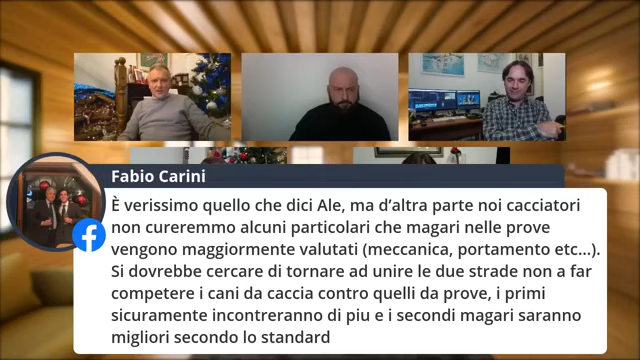 Fabio Carini
È verissimo quello che dici Ale, ma d'altra parte noi cacciatori
non cureremmo alcuni particolari che magari nelle prove
vengono maggiormente valutati (meccanica, portamento etc...).
Si dovrebbe cercare di tornare ad unire le due strade non a far
competere i cani da caccia contro quelli da prove, i primi
sicuramente incontreranno di piu e i secondi magari saranno
migliori secondo lo standard